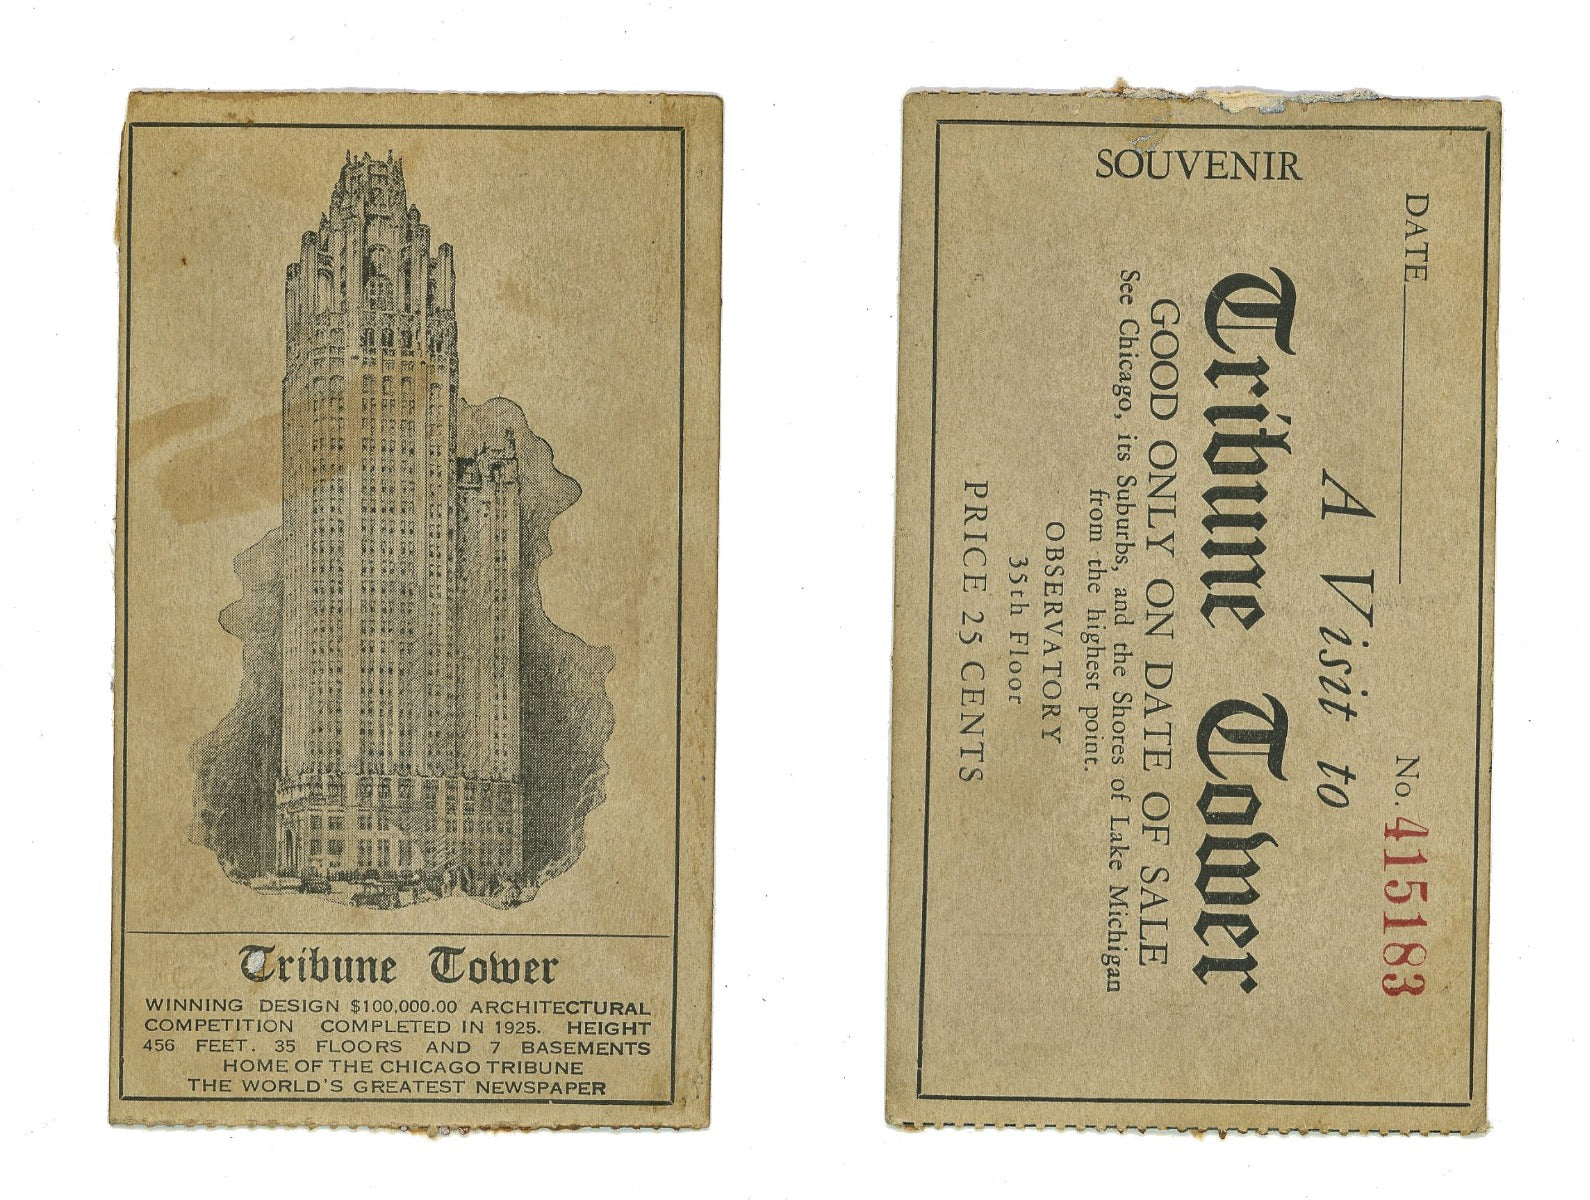 Tribune Tower
WINNING DESIGN $100,000.00 ARCHITECTURAL
COMPETITION COMPLETED IN 1925. HEIGHT
456 FEET. 35 FLOORS AND 7 BASEMENTS
HOME OF THE CHICAGO TRIBUNE
THE WORLD'S GREATEST NEWSPAPER
SOUVENIR
DATE No. 415183
A Visit to
Tribune Tower
GOOD ONLY ON DATE OF SALE
See Chicago, its Suburbs, and the Shores of Lake Michigan
from the highest point.
OBSERVATORY
35th Floor
PRICE 25 CENTS